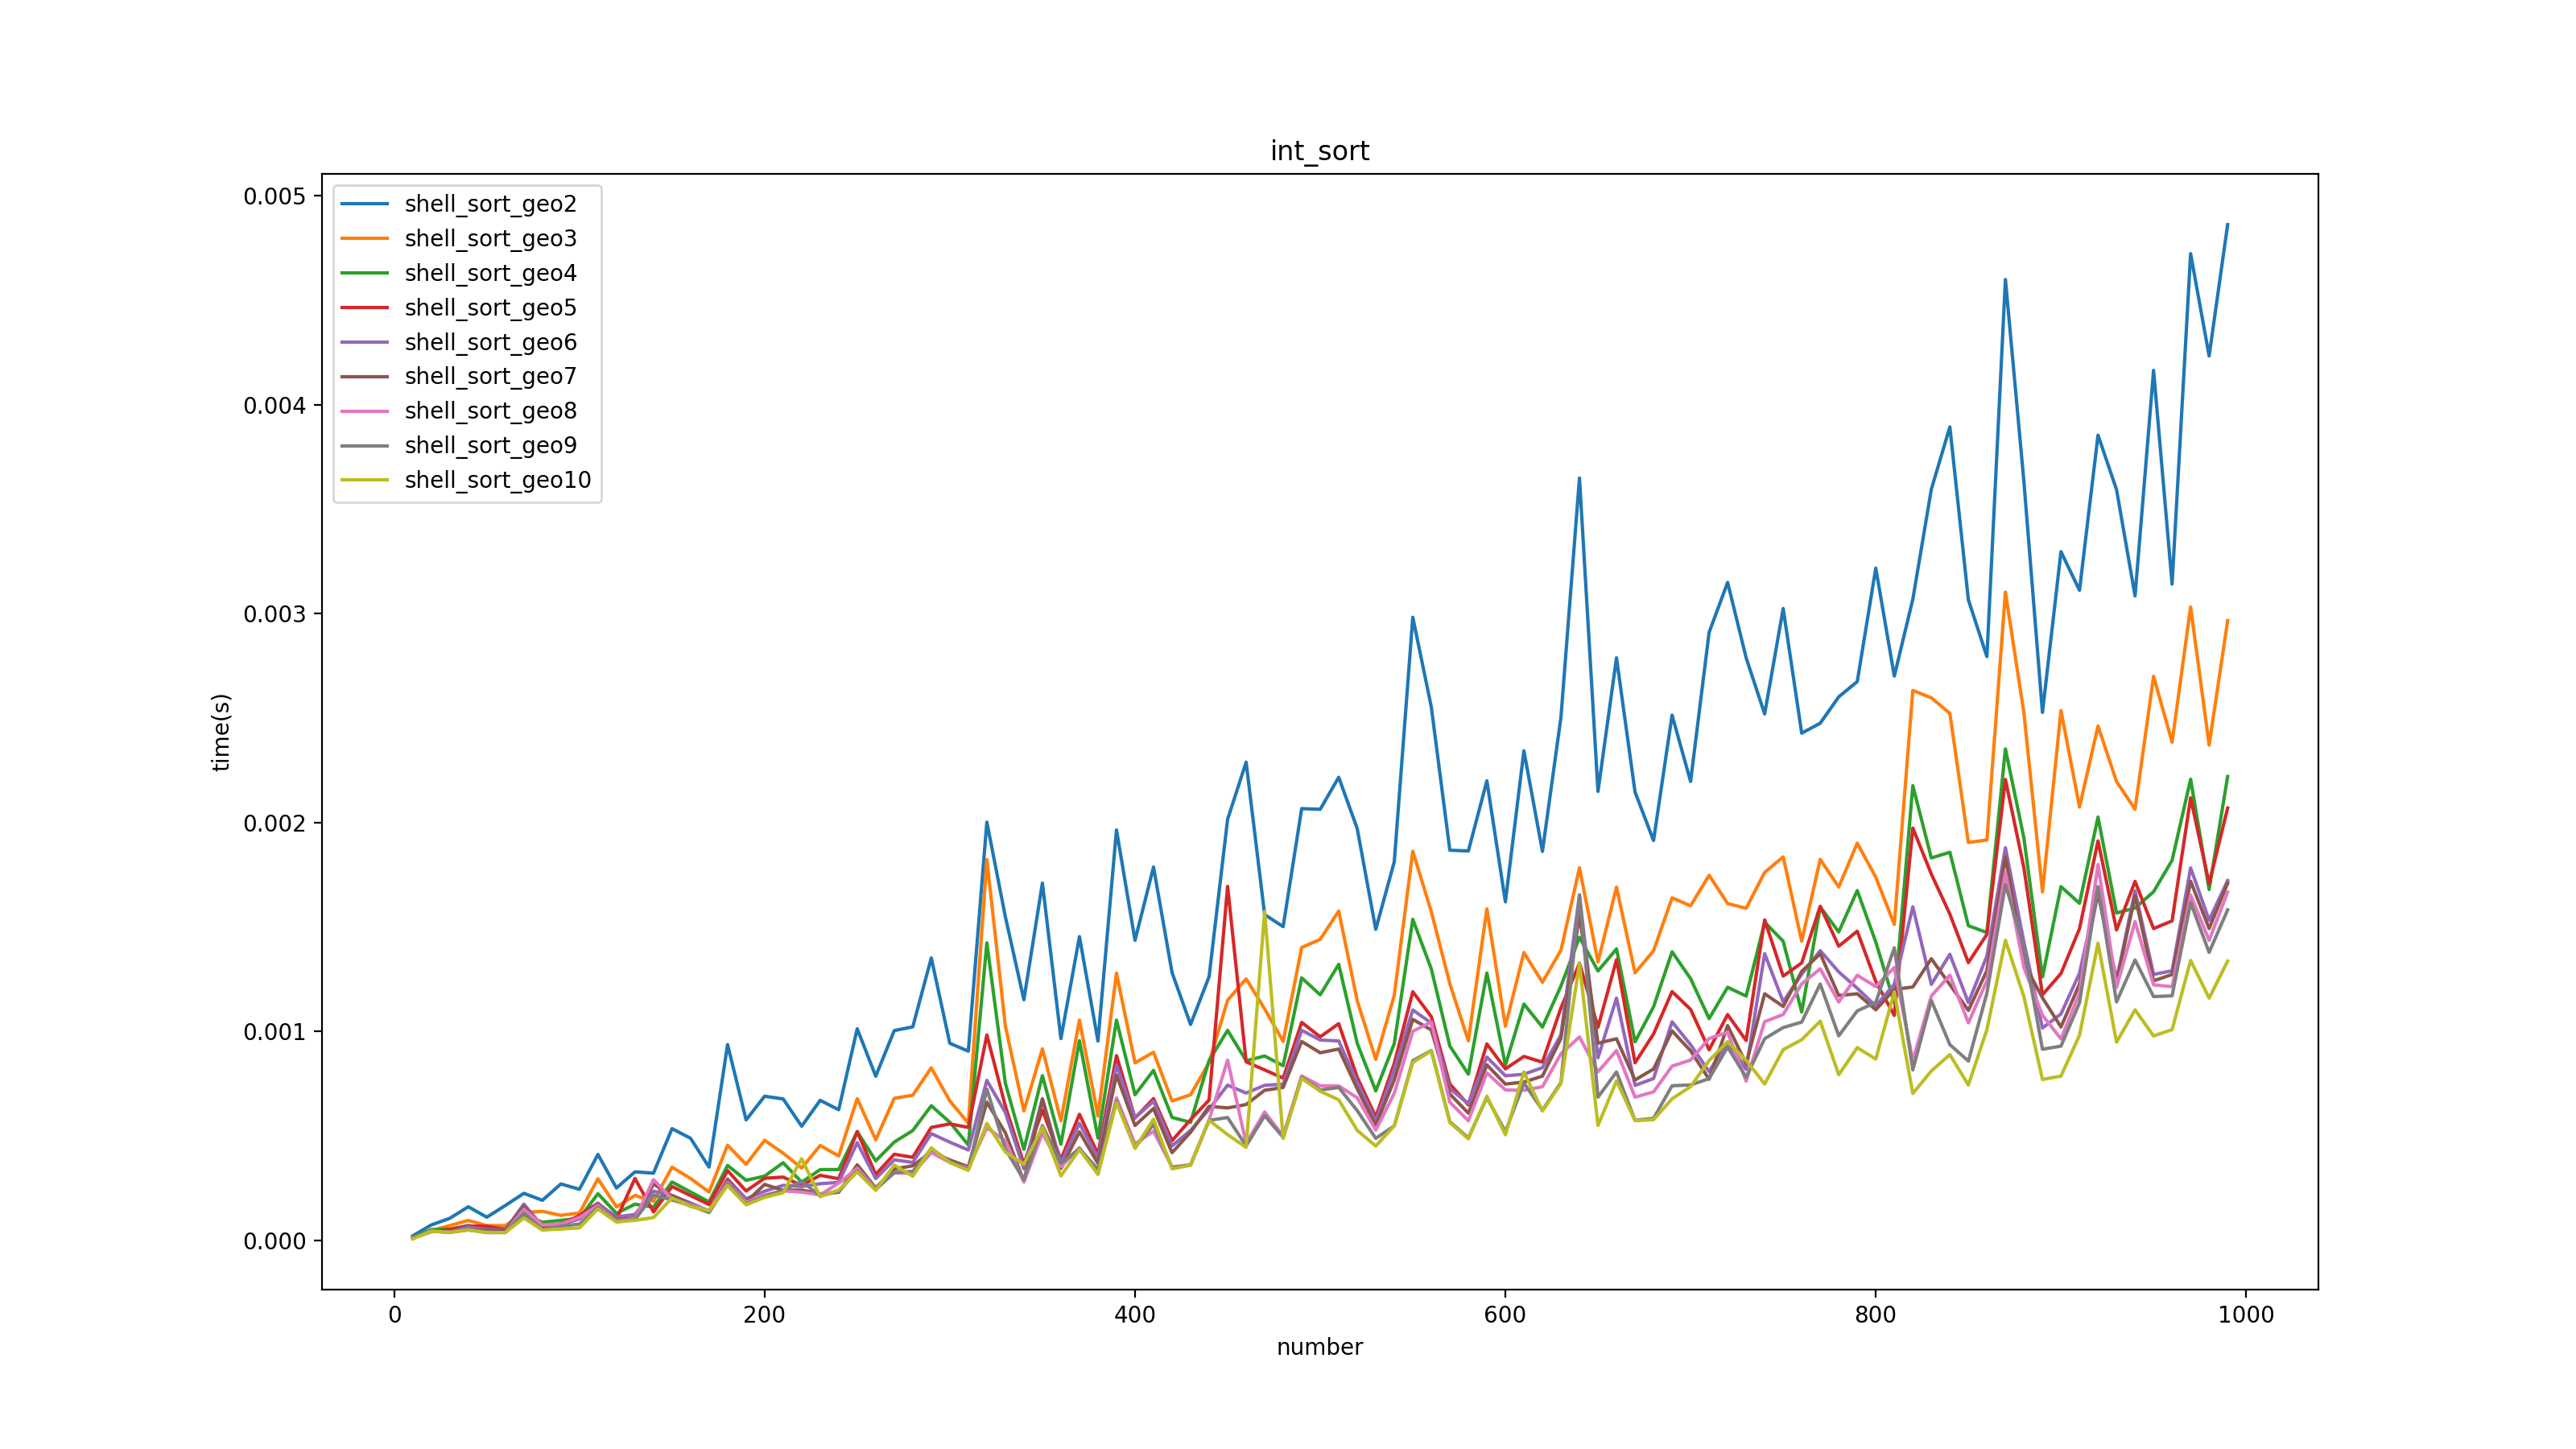 int_sort
shell_sort_geo2
shell_sort_geo3
shell_sort_geo4
shell_sort_geo5
shell_sort_geo6
shell_sort_geo7
shell_sort_geo8
shell_sort_geo9
shell_sort_geo10
0.005
0.004
0.003
0.002
0.001
0.000
time(s)
0 200 400 600 800 1000
number